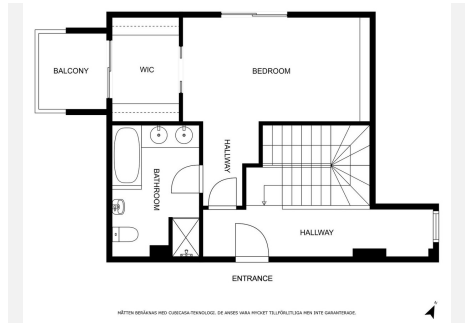 BALCONY
WIC
BEDROOM
HALLWAY
BATHROOM
HALLWAY
ENTRANCE
MÅTTEN BERÄKNAS MED CUBICASA-TEKNOLOGI. DE ANSES VARA MYCKET TILLFÖRLITLIGA MEN INTE GARANTERADE.